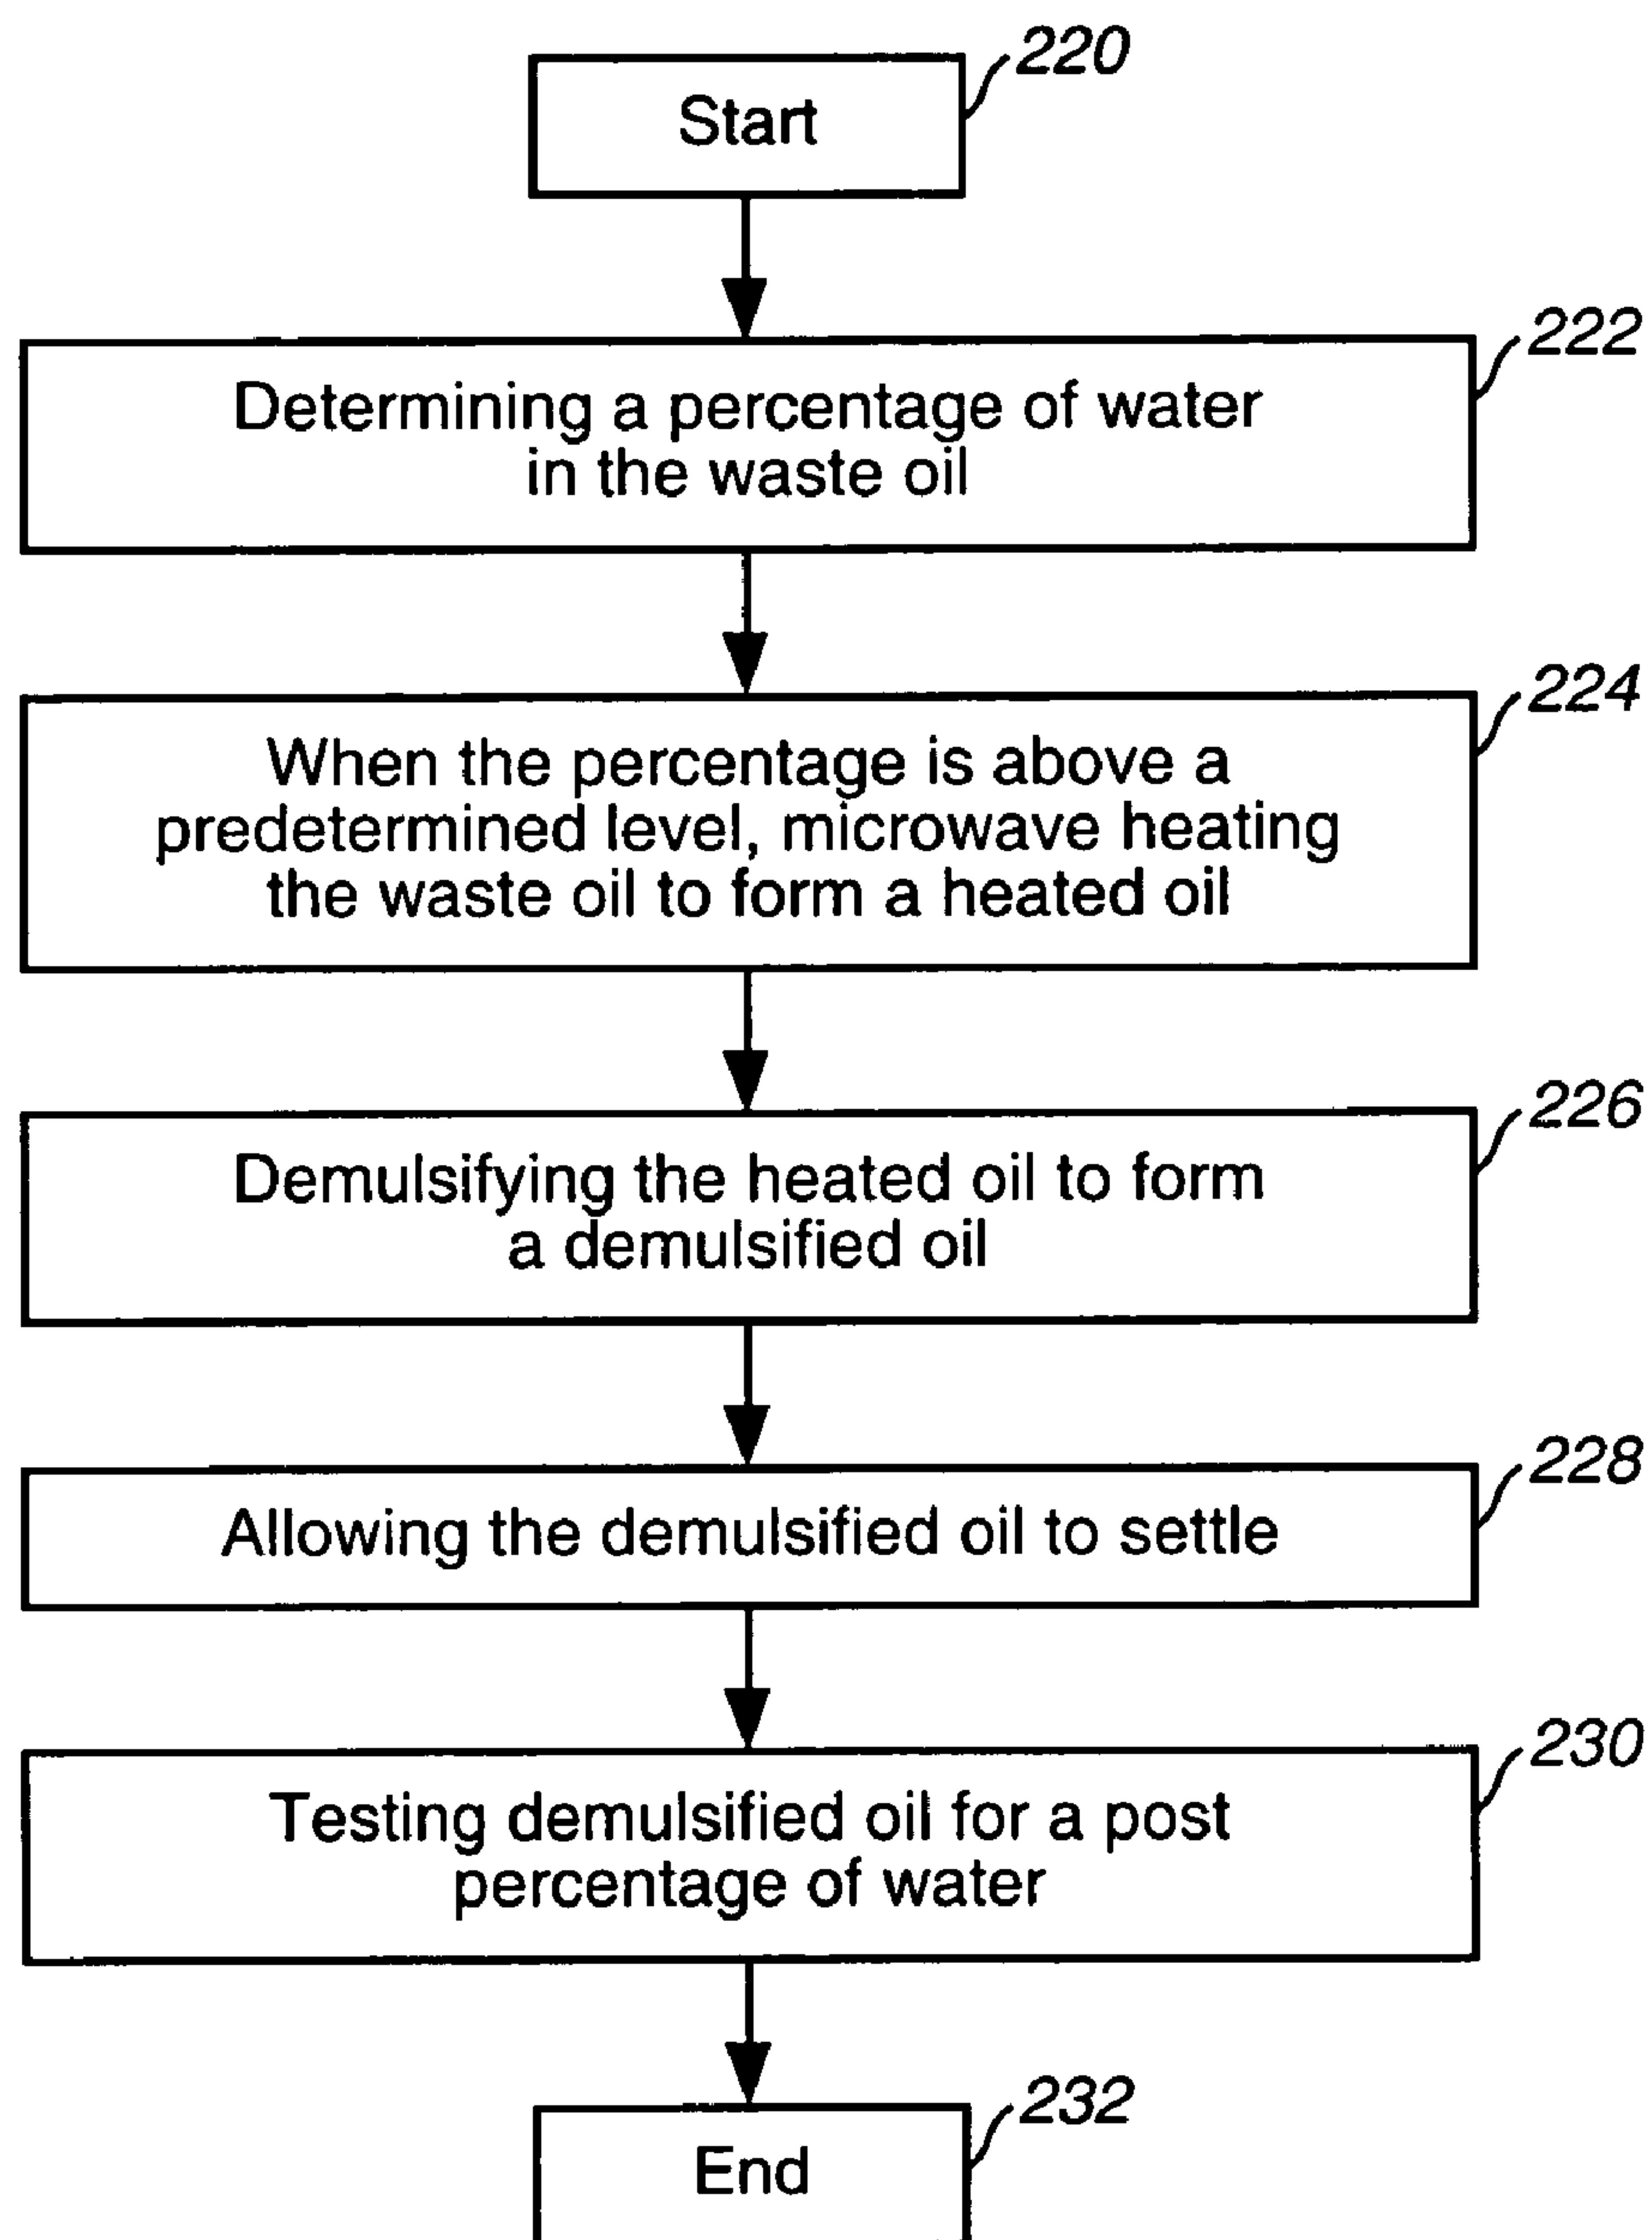 220
Start
222
Determining a percentage of water
in the waste oil
224
When the percentage is above a
predetermined level, microwave heating
the waste oil to form a heated oil
226
Demulsifying the heated oil to form
a demulsified oil
228
Allowing the demulsified oil to settle
230
Testing demulsified oil for a post
percentage of water
232
End